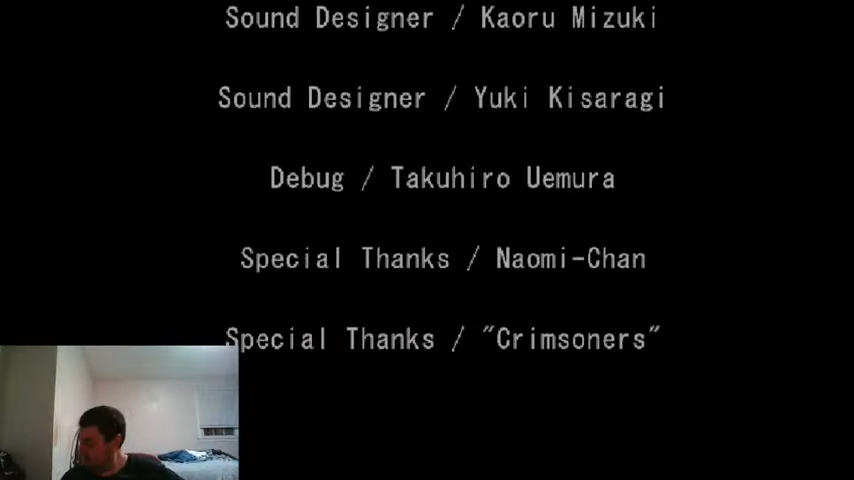 Sound Designer / Kaoru Mizuki
Sound Designer / Yuki Kisaragi
Debug / Takuhiro Uemura
Special Thanks / Naomi-Chan
Special Thanks / "Crimsoners"